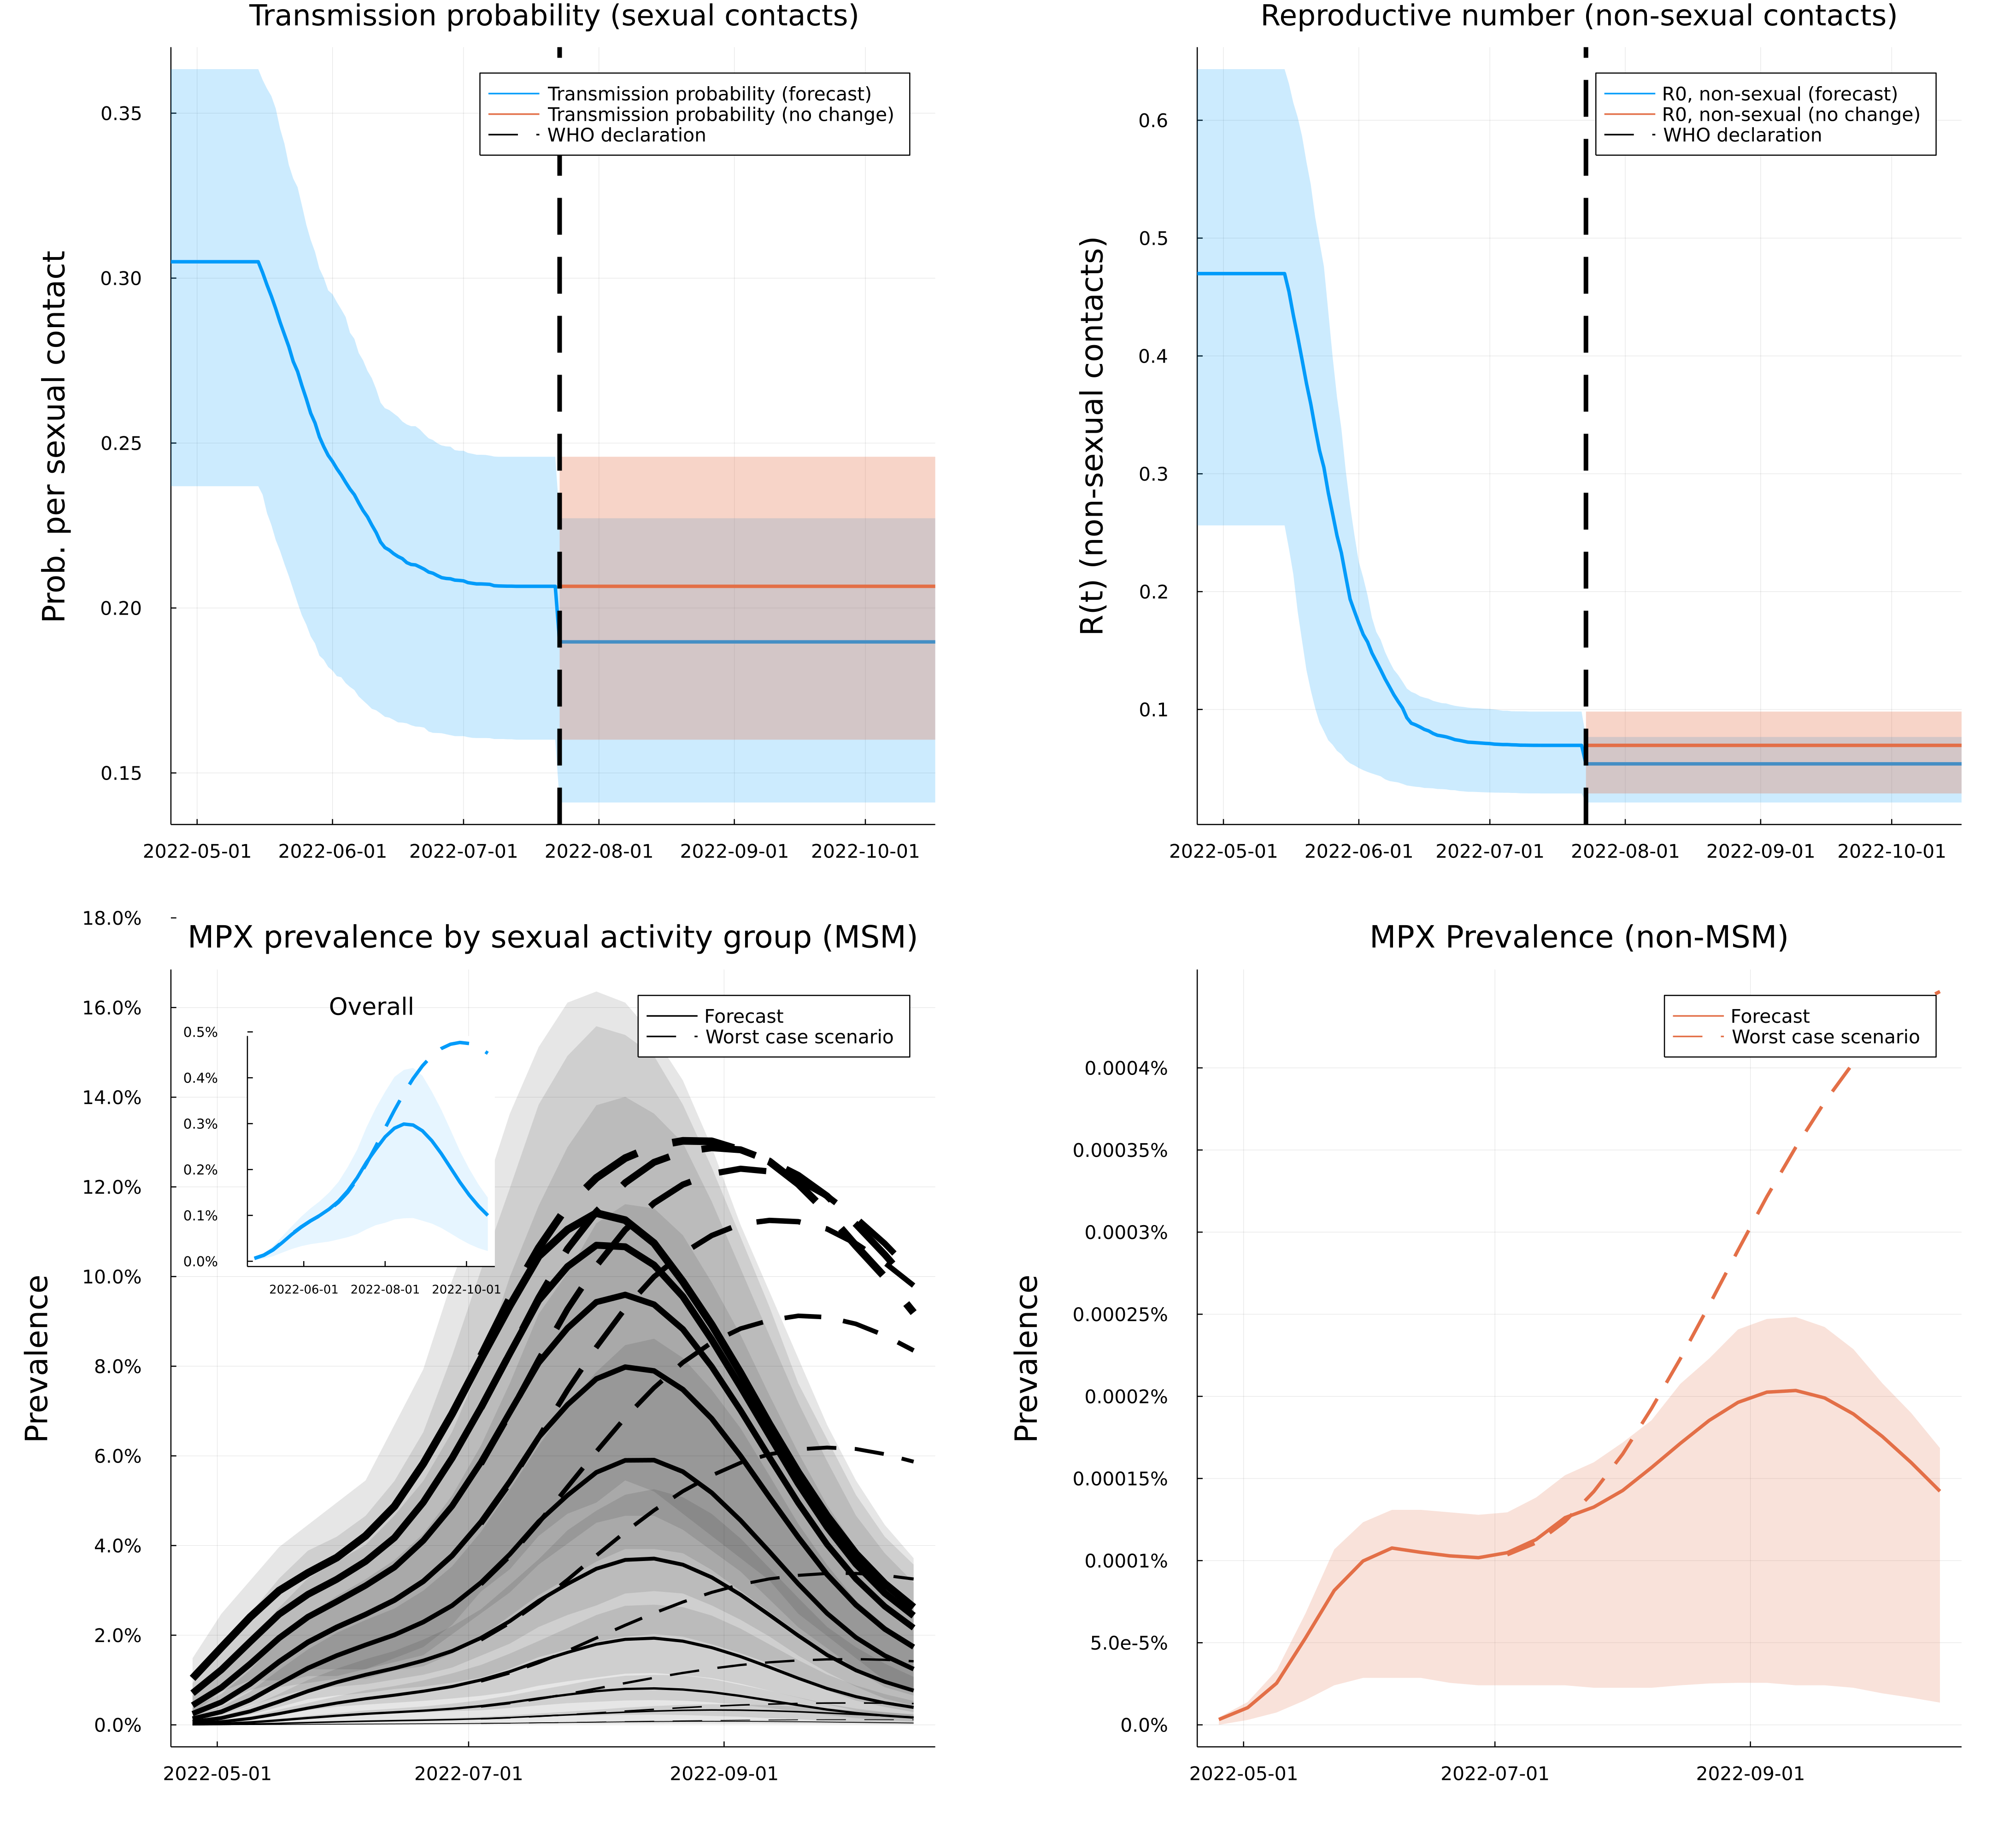 Transmission probability (sexual contacts)
Prob. per sexual contact
0.35
0.30
0.25
0.20
0.15
Transmission probability (forecast)
Transmission probability (no change)
WHO declaration
2022-05-01 2022-06-01 2022-07-01 2022-08-01 2022-09-01 2022-10-01
Reproductive number (non-sexual contacts)
R(t) (non-sexual contacts)
0.6
0.5
0.4
0.3
0.2
0.1
R0, non-sexual (forecast)
R0, non-sexual (no change)
WHO declaration
2022-05-01 2022-06-01 2022-07-01 2022-08-01 2022-09-01 2022-10-01
MPX prevalence by sexual activity group (MSM)
Prevalence
18.0%
16.0%
14.0%
12.0%
10.0%
8.0%
6.0%
4.0%
2.0%
0.0%
Overall
0.5%
0.4%
0.3%
0.2%
0.1%
0.0%
2022-06-01 2022-08-01 2022-10-01
Forecast
Worst case scenario
2022-05-01 2022-07-01 2022-09-01
MPX Prevalence (non-MSM)
Prevalence
0.0004%
0.00035%
0.0003%
0.00025%
0.0002%
0.00015%
0.0001%
5.0e-5%
0.0%
Forecast
Worst case scenario
2022-05-01 2022-07-01 2022-09-01